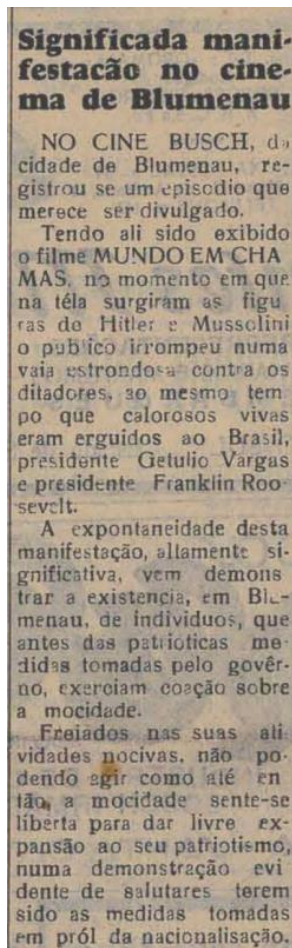 Significada mani-
festacão no cine-
ma de Blumenau
NO CINE BUSCH, da
cidade de Blumenau, re-
gistrou se um episodio que
merece ser divulgado.
Tendo ali sido exibido
o filme MUNDO EM CHA
MAS, no momento em que
na téla surgiram as figu
ras de Hitler e Mussolini
o publico irrompeu numa
vaia estrondosa contra os
ditadores, ao mesmo tem
po que calorosos vivas
eram erguidos ao Brasil,
presidente Getulio Vargas
e presidente Franklin Roo-
sevelt.
A expontaneidade desta
manifestação, altamente si-
gnificativa, vem demons
trar a existencia, em Blu-
menau, de individuos, que
antes das patrioticas me-
didas tomadas pelo govêr-
no, exerciam coação sobre
a mocidade.
Freiados nas suas ati
vidades nocivas, não po-
dendo agir como até en
tão, a mocidade sente-se
liberta para dar livre ex-
pansão ao seu patriotismo,
numa demonstração evi
dente de salutares terem
sido as medidas tomadas
em pról da nacionalisação.